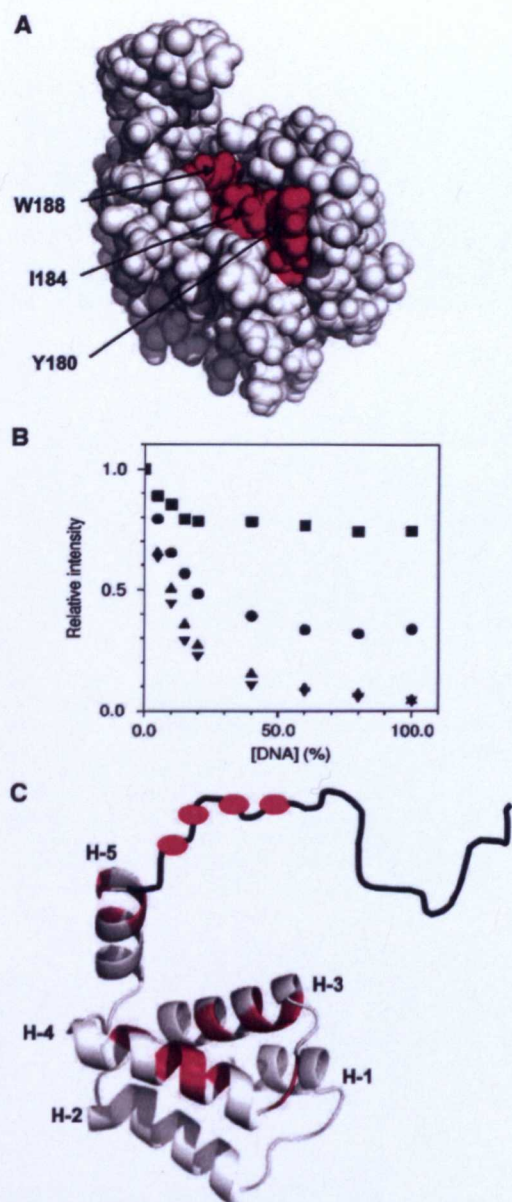 A
W188
I184
Y180
B
Relative intensity
1.0
0.5
0.0
0.0 50.0 100.0
[DNA] (%)
C
H-5
H-3
H-4
H-1
H-2